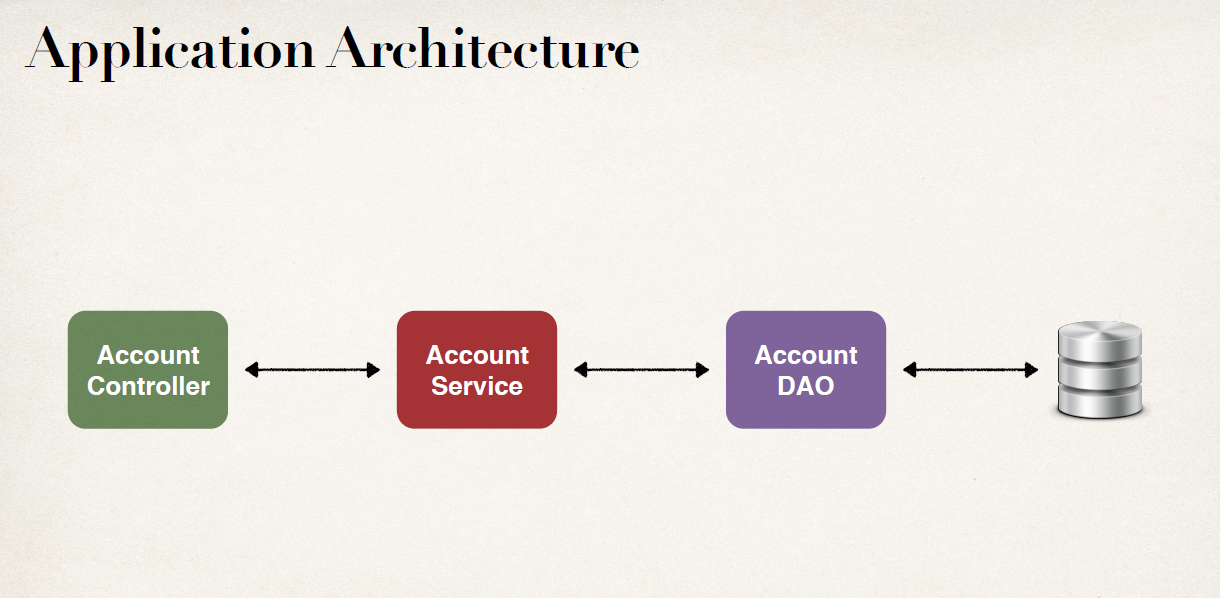 Application Architecture
Account
Controller
Account
Service
Account
DAO